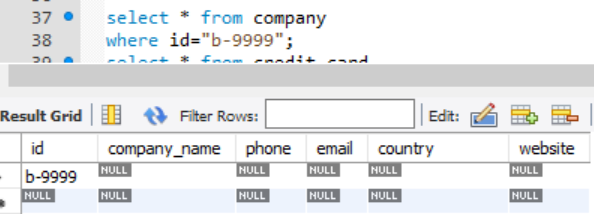 37 select * from company
38 where id="b-9999";
39 select * from credit_card
Result Grid Filter Rows: Edit:
id company_name phone email country website
b-9999 NULL NULL NULL NULL NULL
NULL NULL NULL NULL NULL NULL